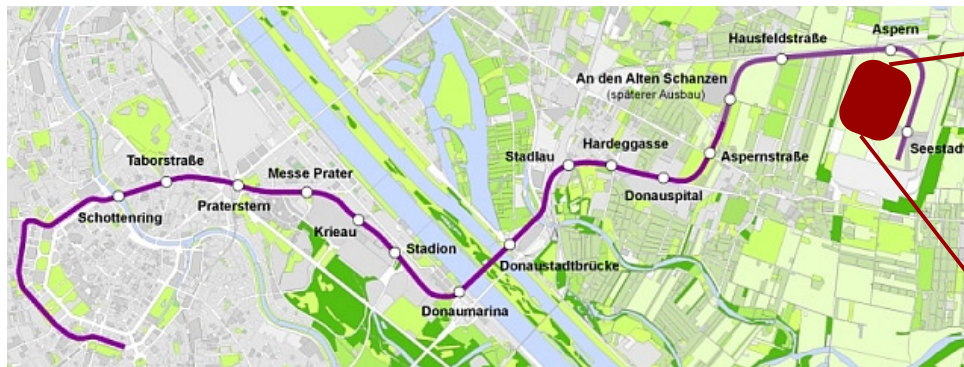 Aspern
Hausfeldstraße
An den Alten Schanzen
(späterer Ausbau)
Hardeggasse
Stadlau
Aspernstraße
Seestadt
Taborstraße
Messe Prater
Donauspital
Schottenring
Praterstern
Krieau
Stadion
Donaustadtbrücke
Donaumarina